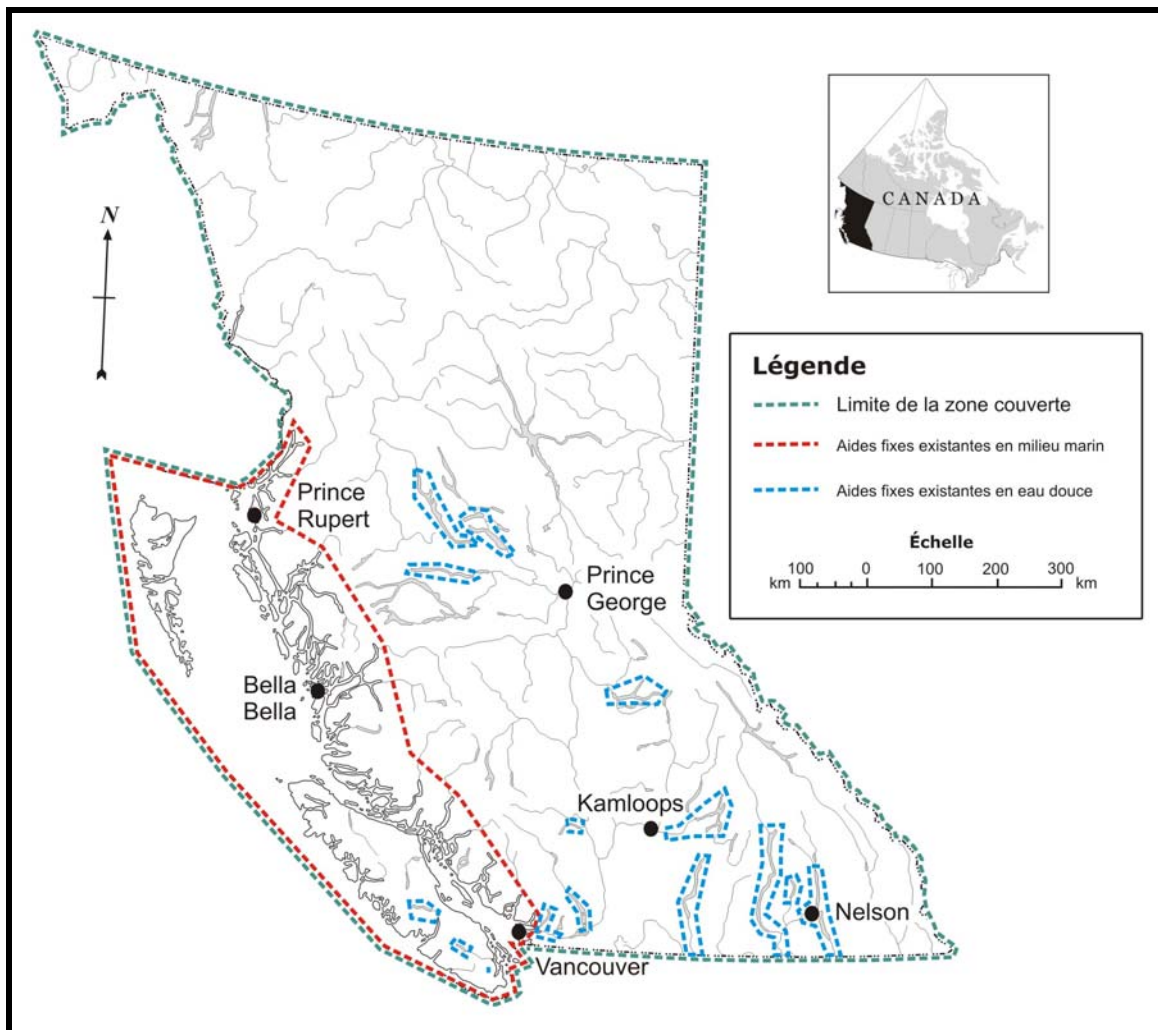 N
CANADA
Légende
Limite de la zone couverte
Aides fixes existantes en milieu marin
Aides fixes existantes en eau douce
Échelle
100 0 100 200 300
km km
Prince
Rupert
Prince
George
Bella
Bella
Kamloops
Nelson
Vancouver